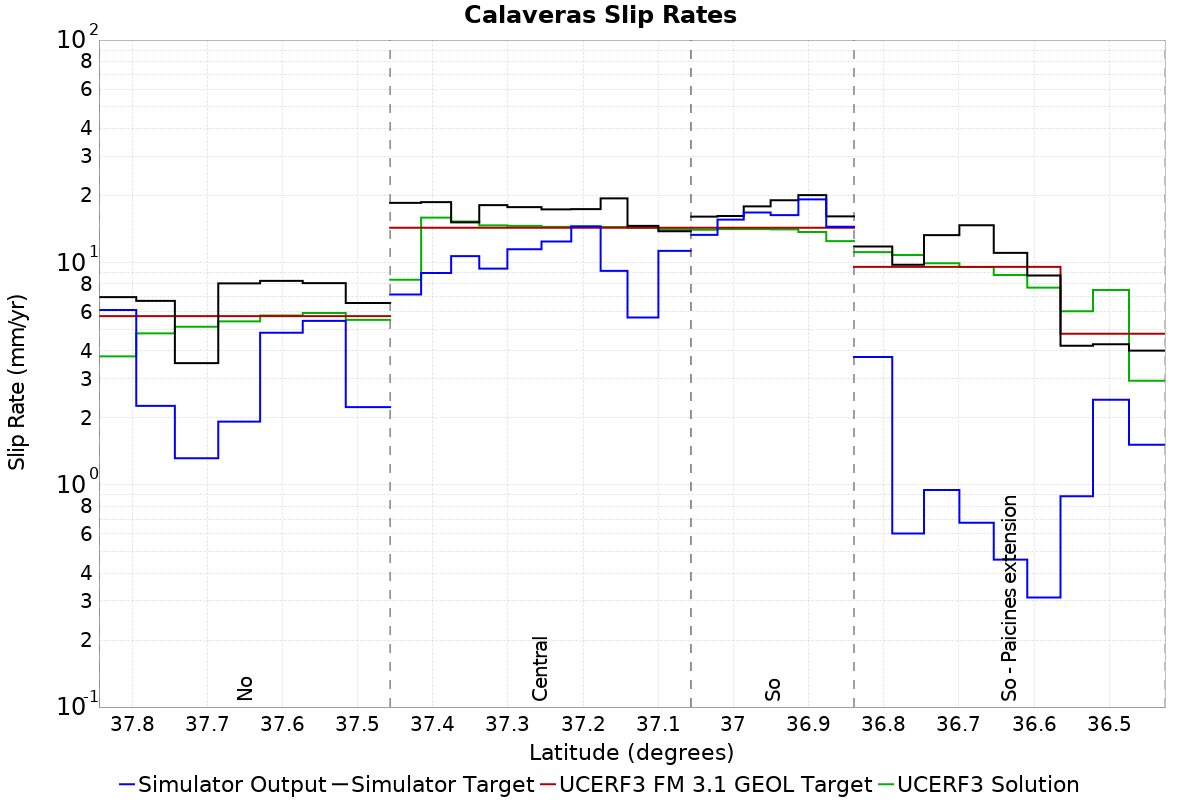 Calaveras Slip Rates
10^2
8
6
4
3
2
10^1
8
6
4
3
2
10^0
8
6
4
3
2
10^-1
Slip Rate (mm/yr)
No
Central
So
So - Paicines extension
37.8 37.7 37.6 37.5 37.4 37.3 37.2 37.1 37 36.9 36.8 36.7 36.6 36.5
Latitude (degrees)
Simulator Output Simulator Target UCERF3 FM 3.1 GEOL Target UCERF3 Solution